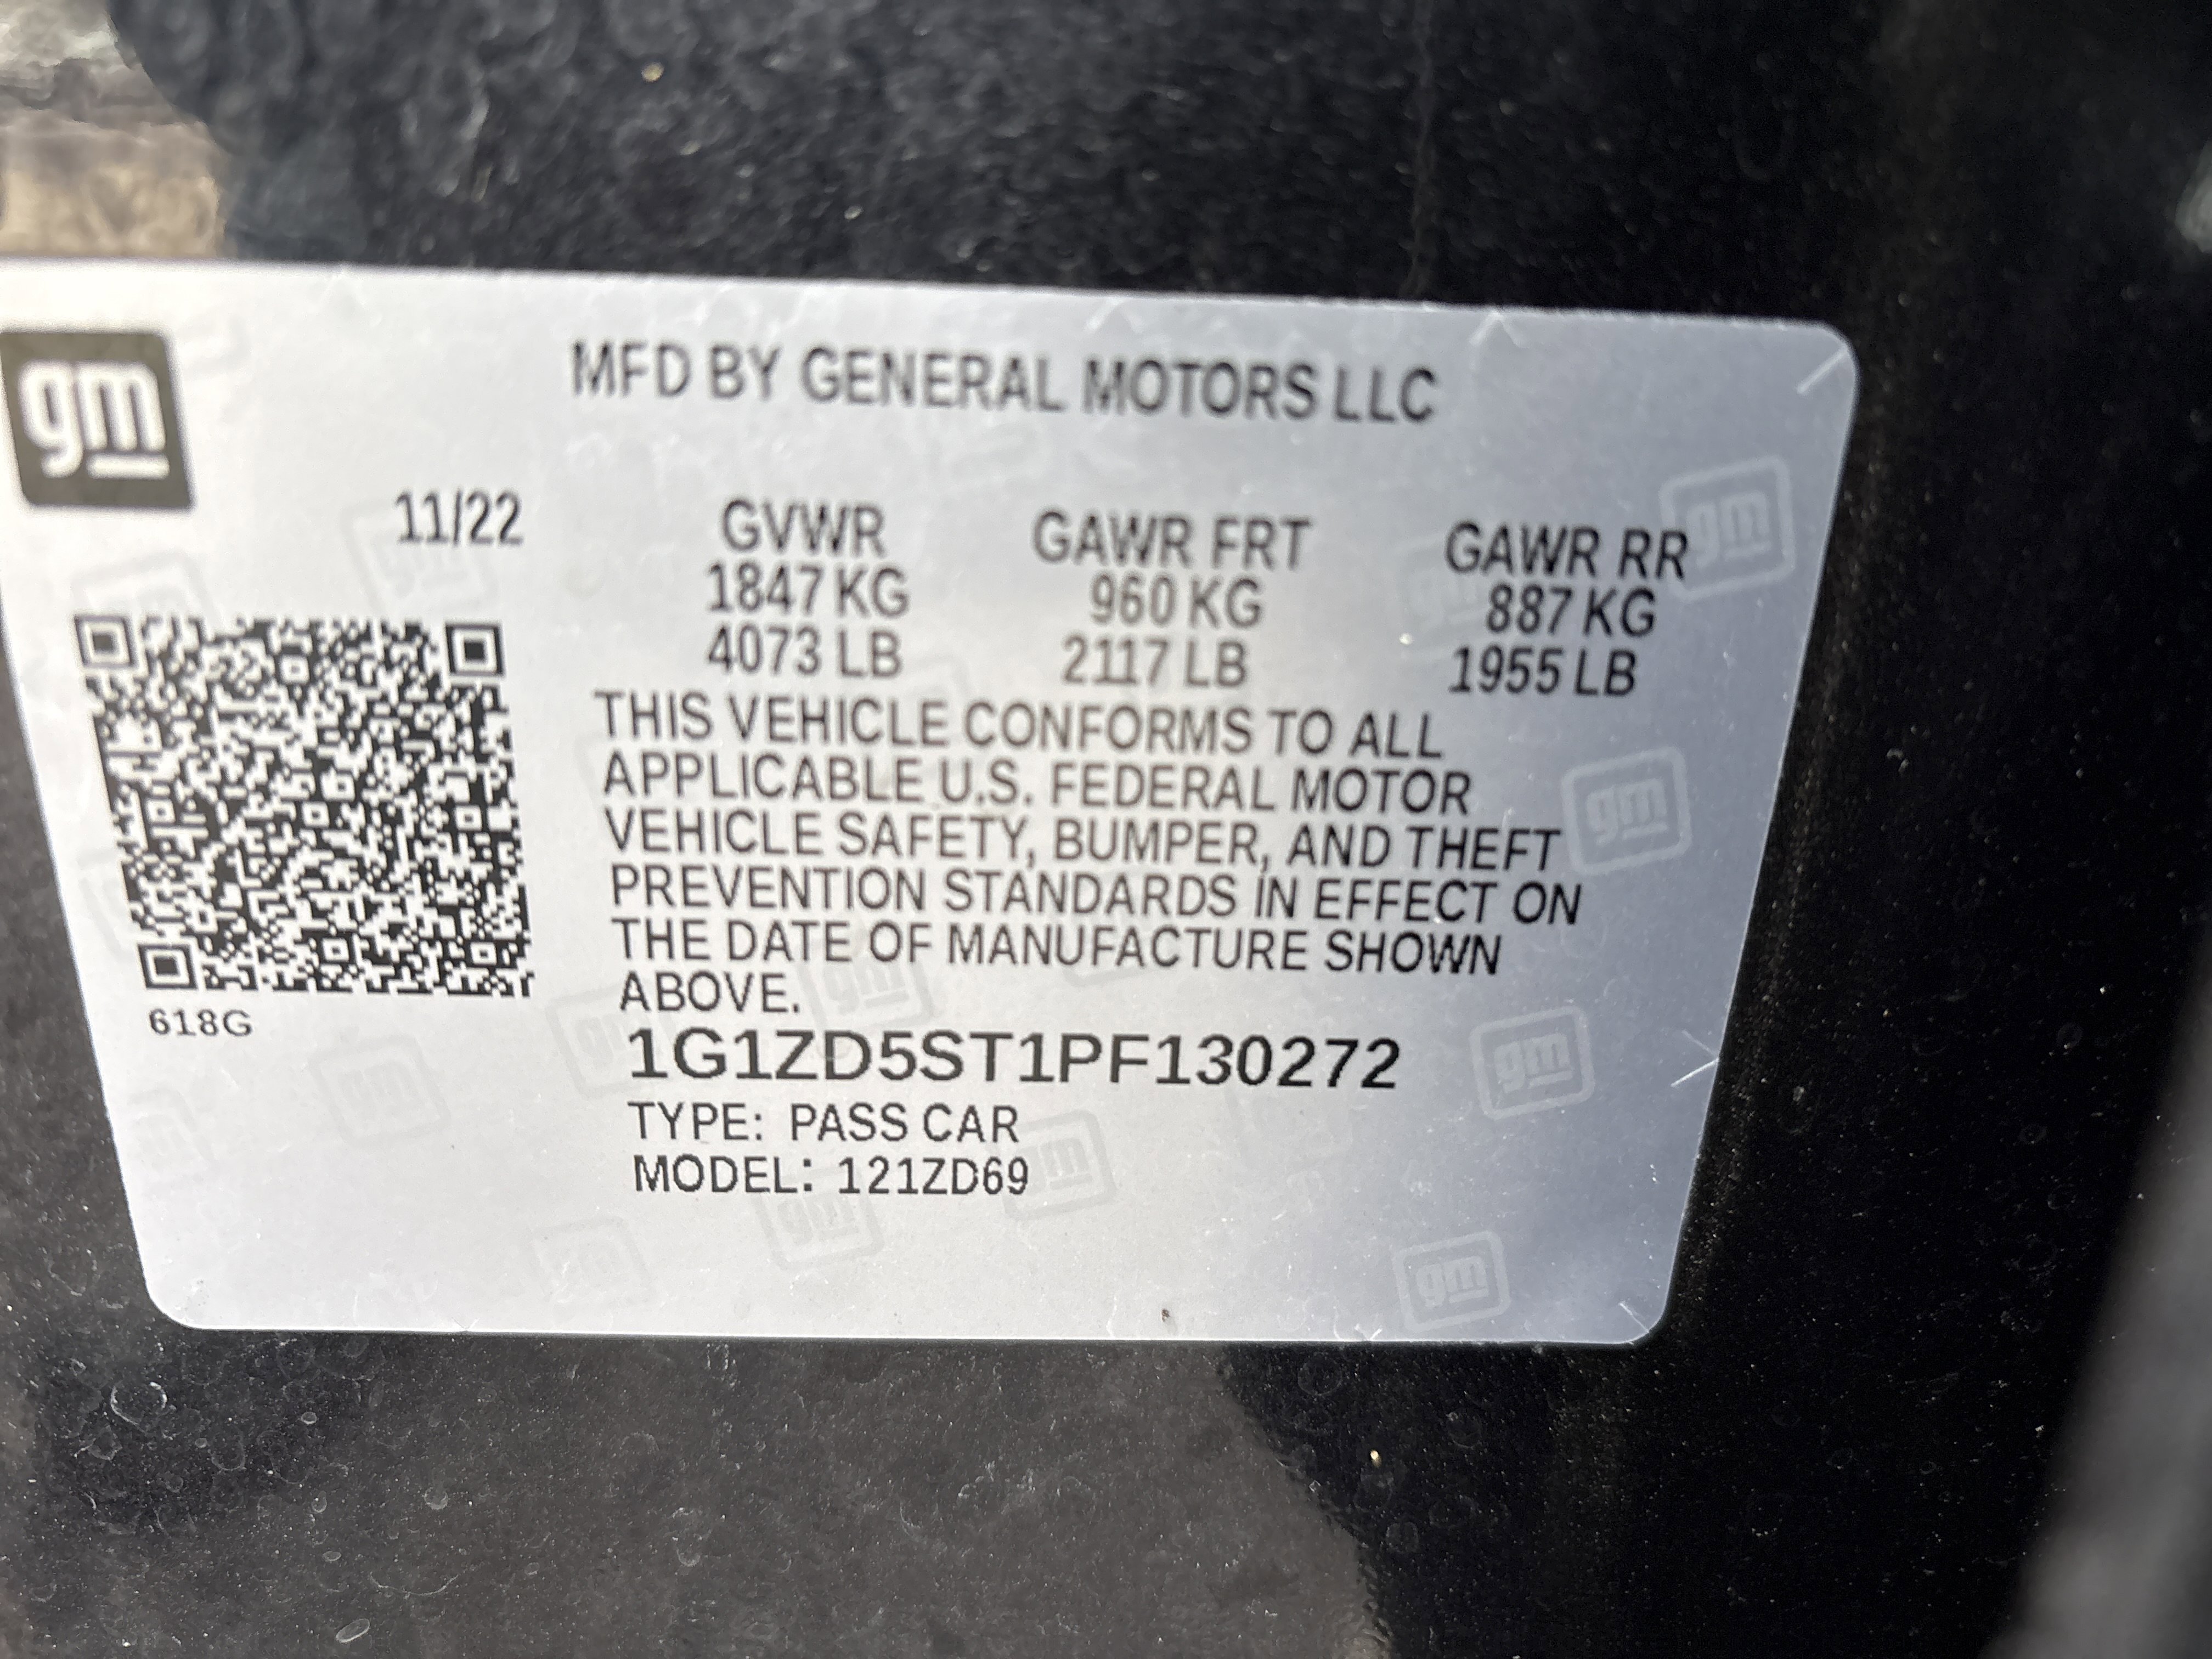 gm
MFD BY GENERAL MOTORS LLC
11/22 GVWR GAWR FRT GAWR RR
1847 KG 960 KG 887 KG
4073 LB 2117 LB 1955 LB
THIS VEHICLE CONFORMS TO ALL
APPLICABLE U.S. FEDERAL MOTOR
VEHICLE SAFETY, BUMPER, AND THEFT
PREVENTION STANDARDS IN EFFECT ON
THE DATE OF MANUFACTURE SHOWN
ABOVE.
618G
1G1ZD5ST1PF130272
TYPE: PASS CAR
MODEL: 121ZD69